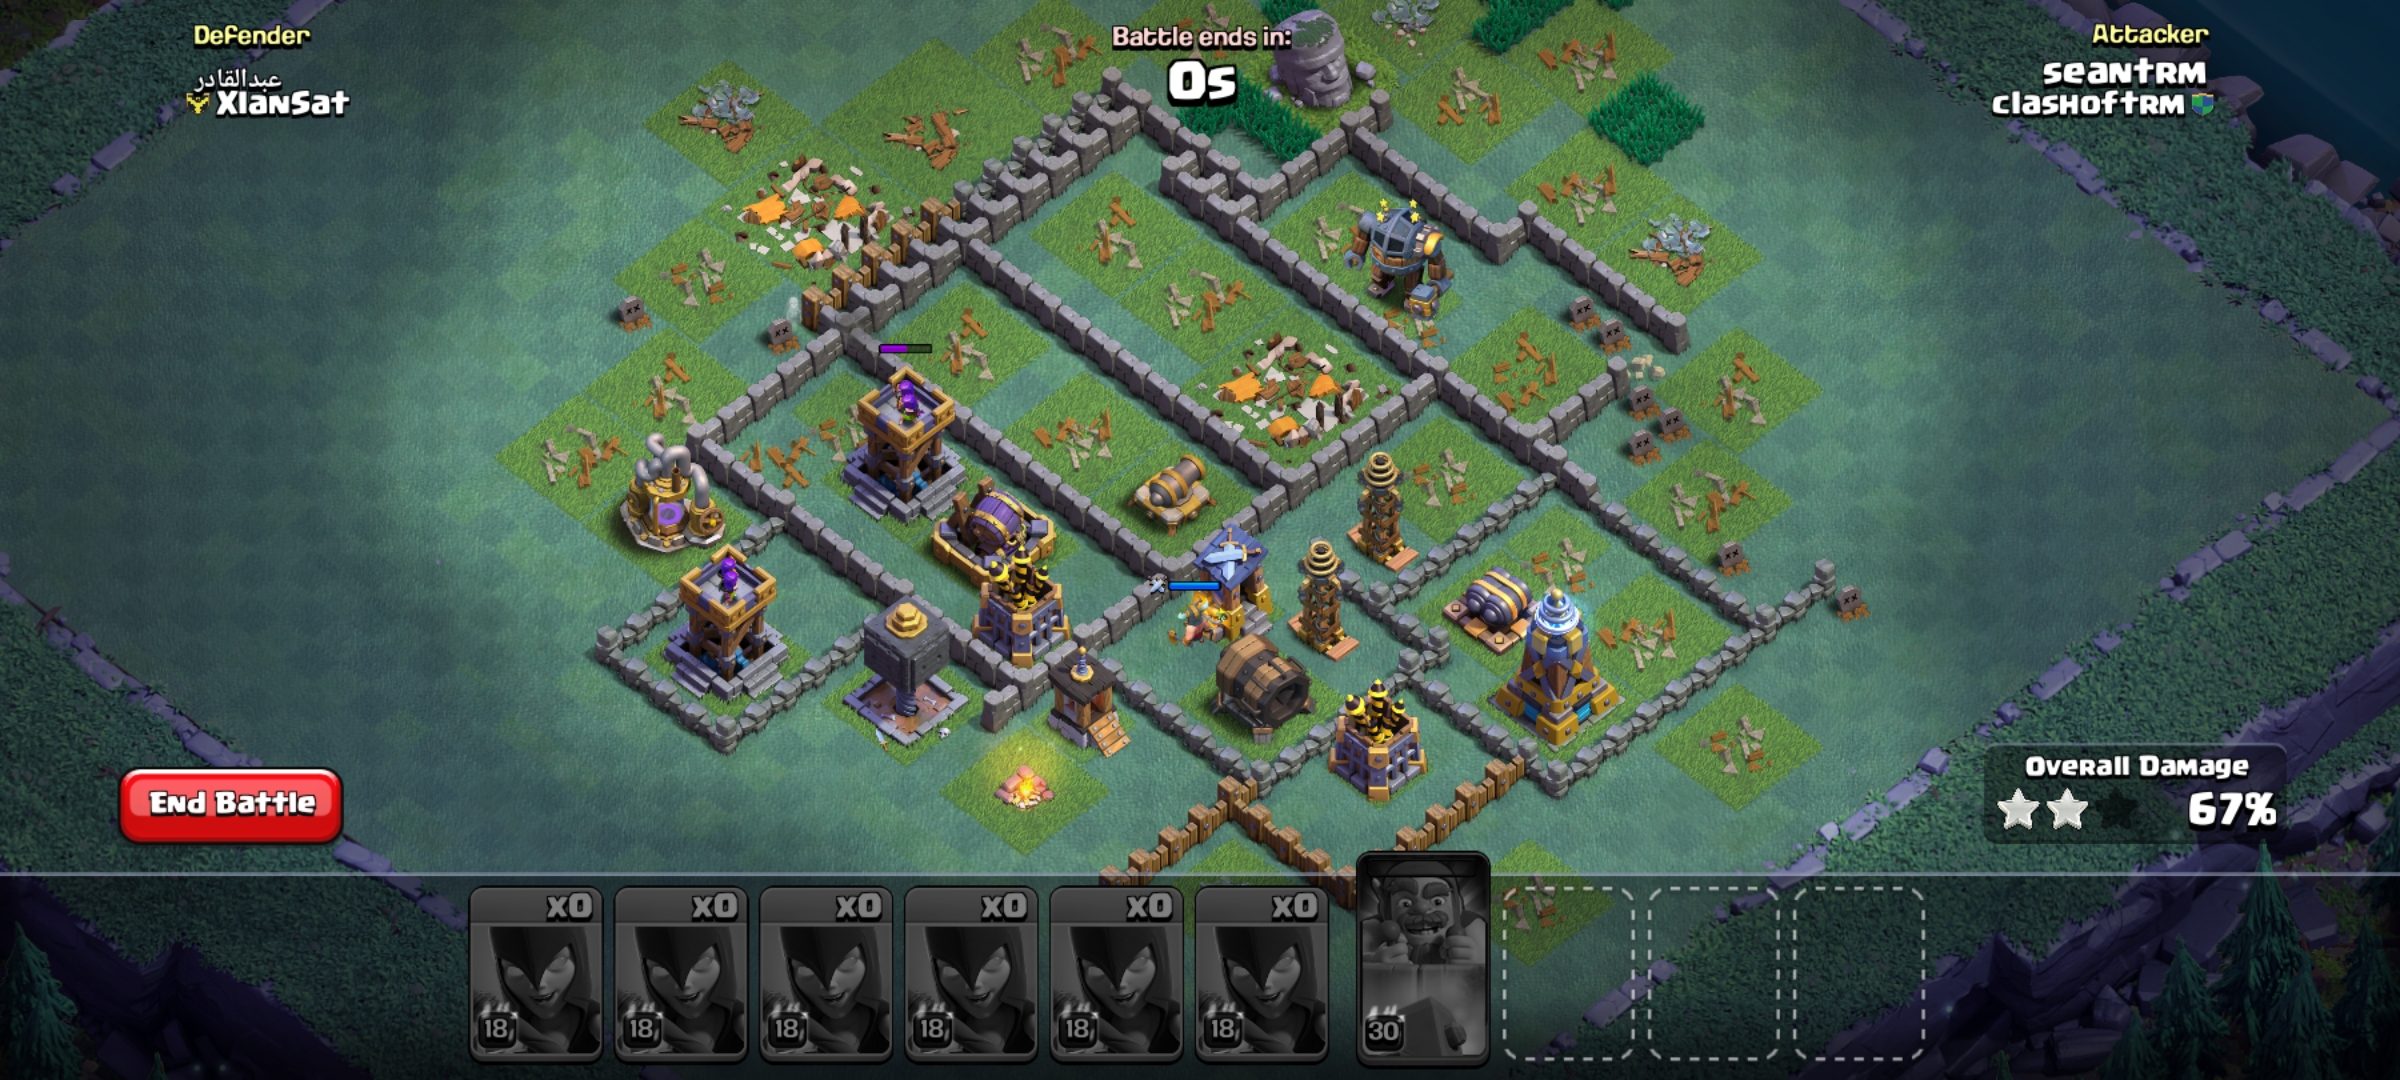 Defender
عبدالقادر
XlanSat
Battle ends in:
0s
Attacker
seantRM
clashoftRM
End Battle
Overall Damage
67%
x0
x0
x0
x0
x0
x0
18
18
18
18
18
18
30